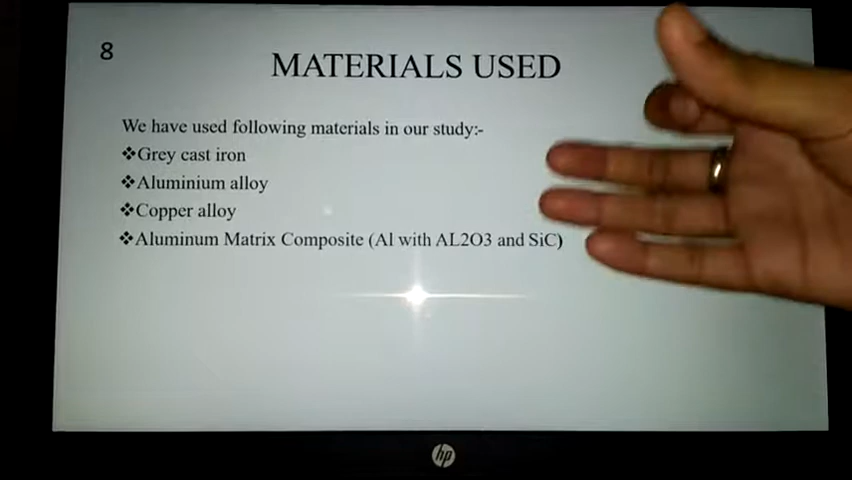 8
MATERIALS USED
We have used following materials in our study:-
❖Grey cast iron
❖Aluminium alloy
❖Copper alloy
❖Aluminum Matrix Composite (Al with AL2O3 and SiC)
hp